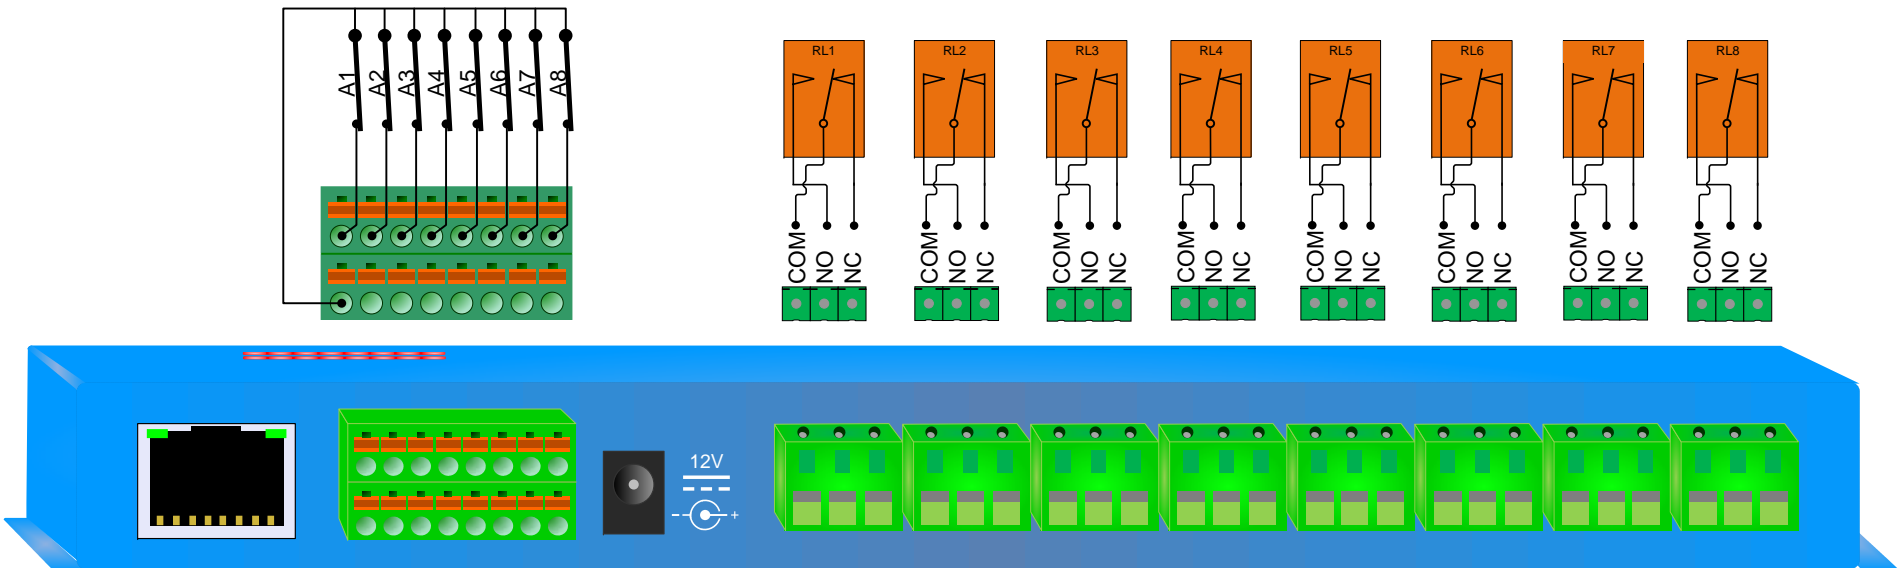 A1 A2 A3 A4 A5 A6 A7 A8
RL1 RL2 RL3 RL4 RL5 RL6 RL7 RL8
COM NO NC COM NO NC COM NO NC COM NO NC COM NO NC COM NO NC COM NO NC COM NO NC
12V
- +